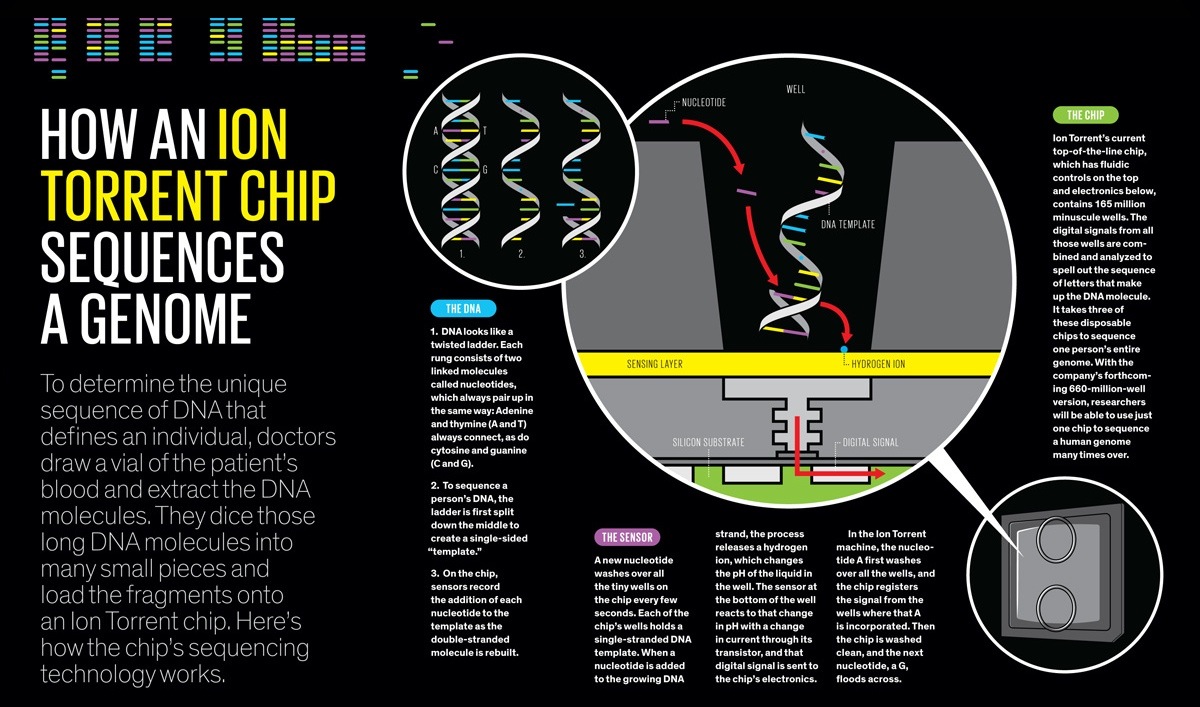 HOW AN ION
TORRENT CHIP
SEQUENCES
A GENOME
To determine the unique
sequence of DNA that
defines an individual, doctors
draw a vial of the patient’s
blood and extract the DNA
molecules. They dice those
long DNA molecules into
many small pieces and
load the fragments onto
an Ion Torrent chip. Here’s
how the chip’s sequencing
technology works.
A
T
C
G
1.
2.
3.
THE DNA
1. DNA looks like a
twisted ladder. Each
rung consists of two
linked molecules
called nucleotides,
which always pair up in
the same way: Adenine
and thymine (A and T)
always connect, as do
cytosine and guanine
(C and G).
2. To sequence a
person’s DNA, the
ladder is first split
down the middle to
create a single-sided
“template.”
3. On the chip,
sensors record
the addition of each
nucleotide to the
template as the
double-stranded
molecule is rebuilt.
NUCLEOTIDE
WELL
DNA TEMPLATE
SENSING LAYER
HYDROGEN ION
SILICON SUBSTRATE
DIGITAL SIGNAL
THE SENSOR
A new nucleotide
washes over all
the tiny wells on
the chip every few
seconds. Each of the
chip’s wells holds a
single-stranded DNA
template. When a
nucleotide is added
to the growing DNA
strand, the process
releases a hydrogen
ion, which changes
the pH of the liquid in
the well. The sensor at
the bottom of the well
reacts to that change
in pH with a change
in current through its
transistor, and that
digital signal is sent to
the chip’s electronics.
In the Ion Torrent
machine, the nucleo-
tide A first washes
over all the wells, and
the chip registers
the signal from the
wells where that A
is incorporated. Then
the chip is washed
clean, and the next
nucleotide, a G,
floods across.
THE CHIP
Ion Torrent’s current
top-of-the-line chip,
which has fluidic
controls on the top
and electronics below,
contains 165 million
minuscule wells. The
digital signals from all
those wells are com-
bined and analyzed to
spell out the sequence
of letters that make
up the DNA molecule.
It takes three of
these disposable
chips to sequence
one person’s entire
genome. With the
company’s forthcom-
ing 660-million-well
version, researchers
will be able to use just
one chip to sequence
a human genome
many times over.